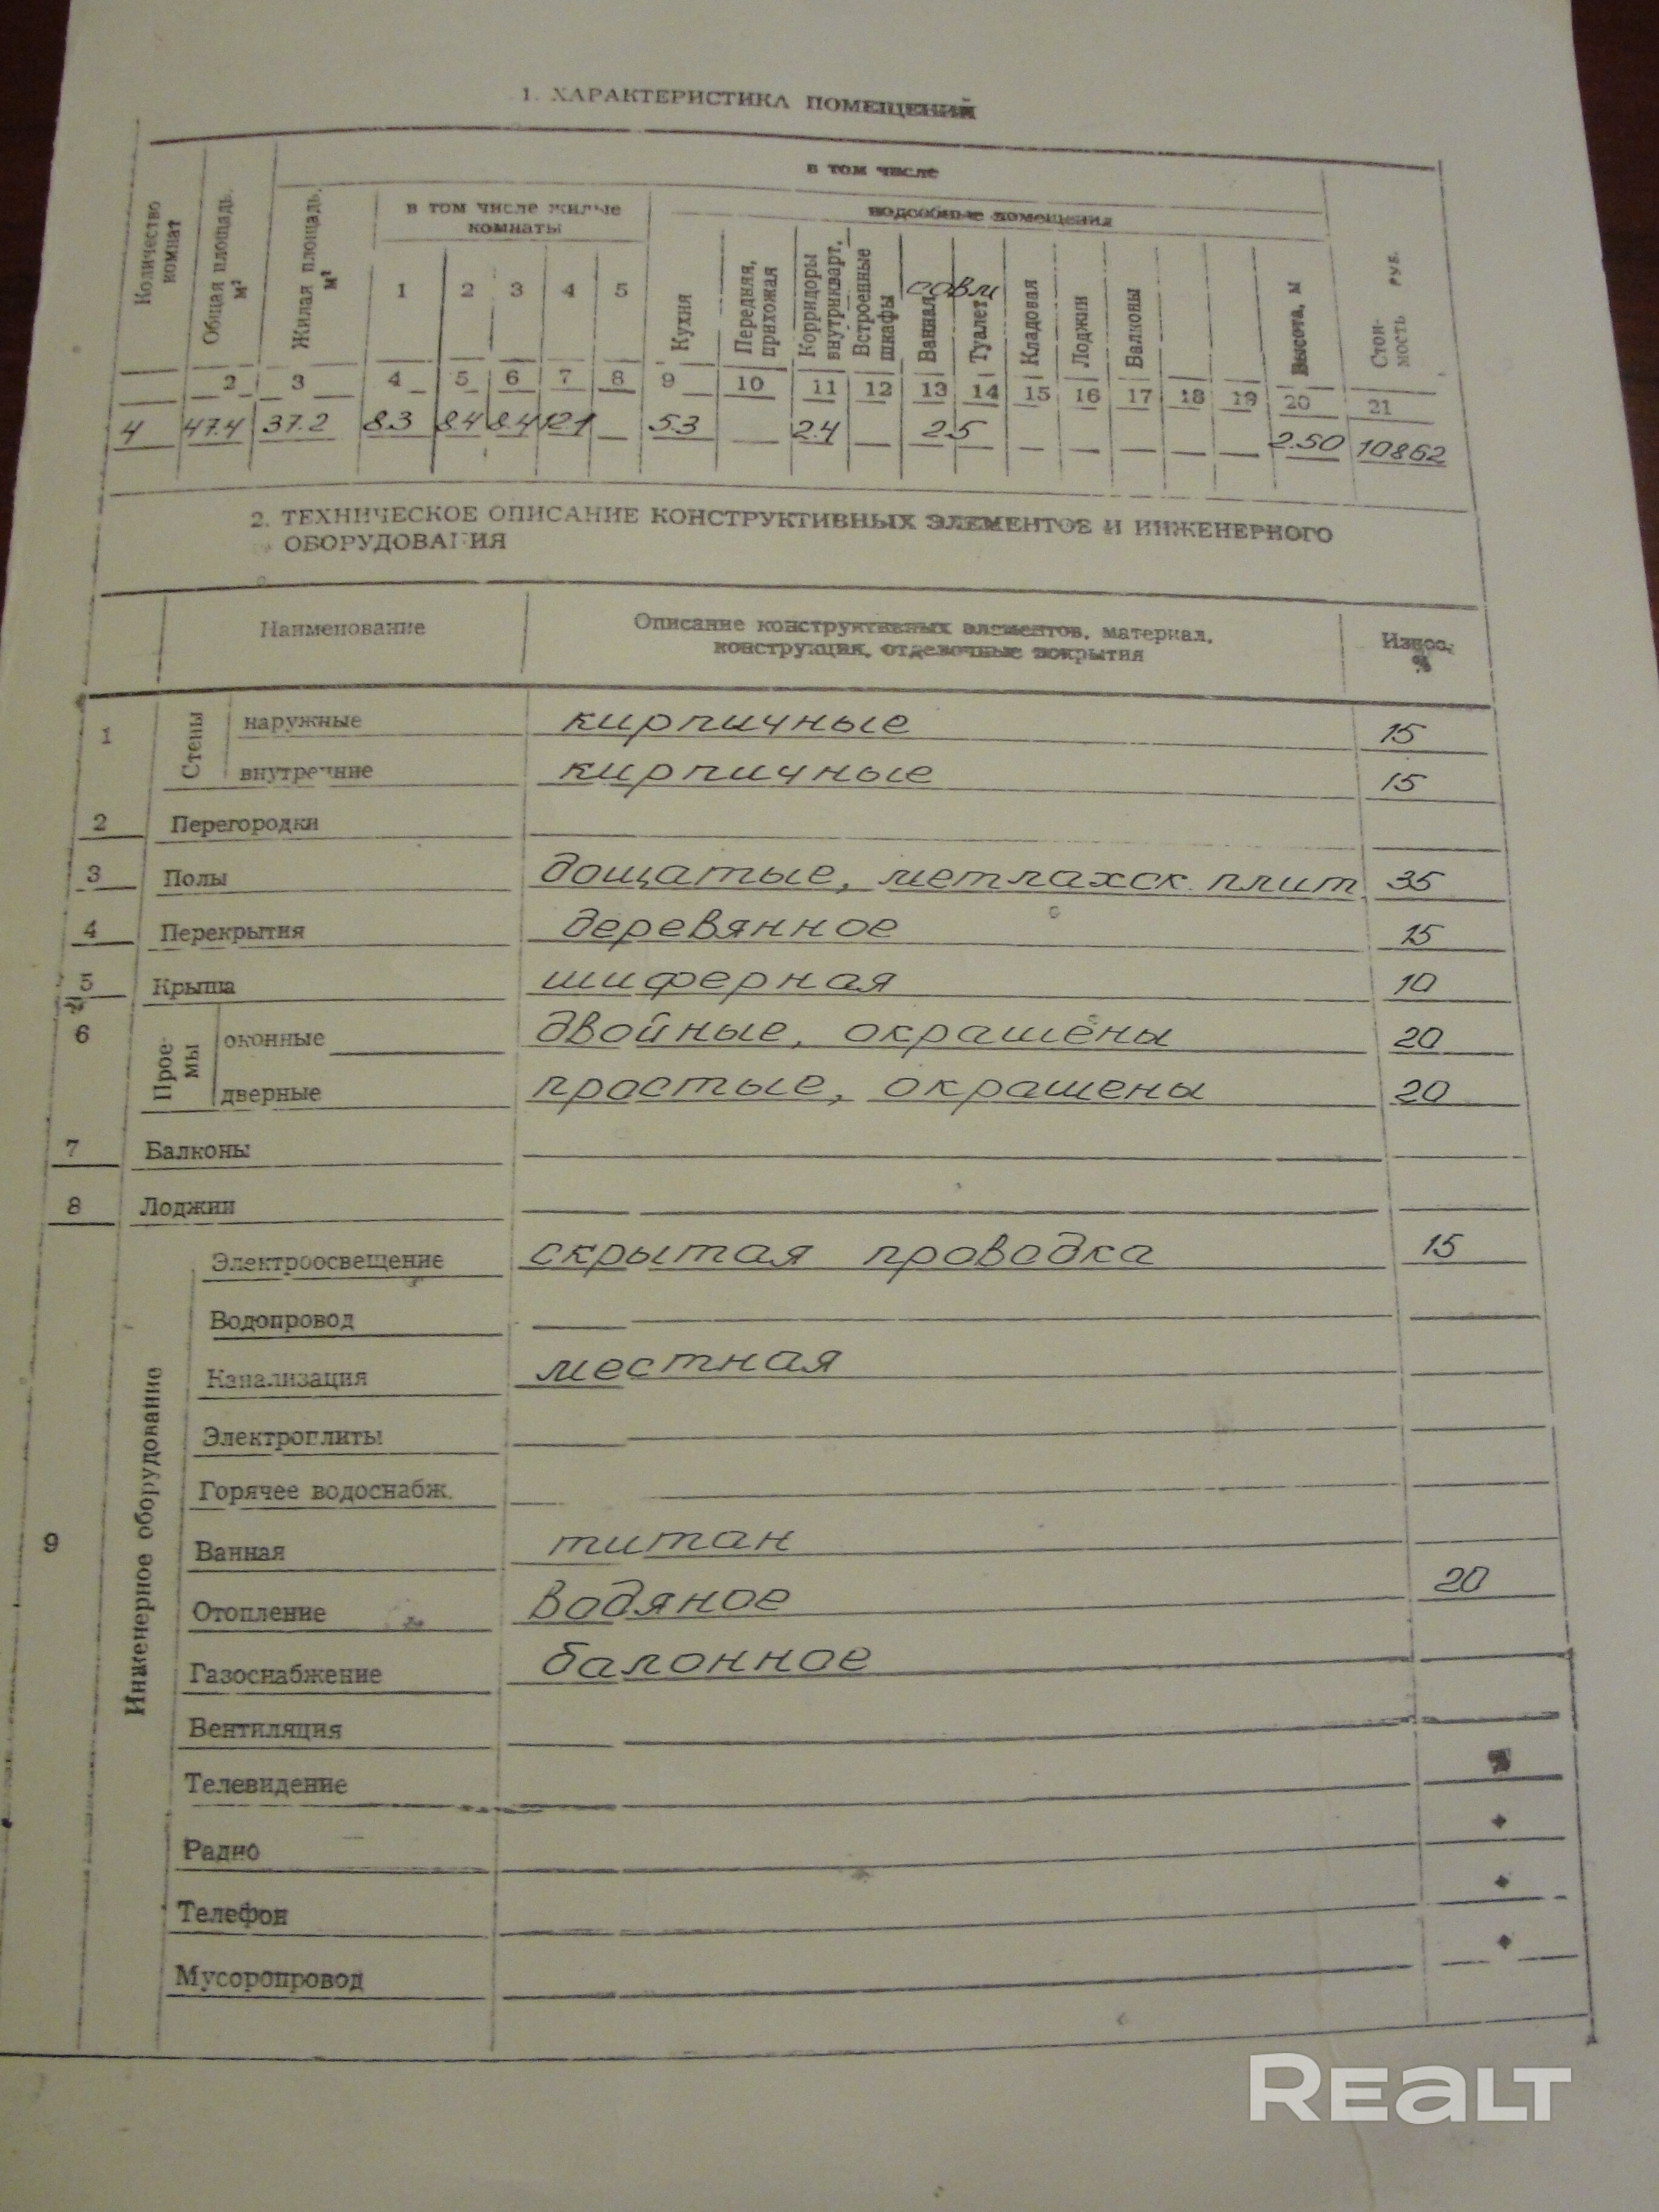 1. ХАРАКТЕРИСТИКА ПОМЕЩЕНИЙ
в том числе
Количество комнат
Общая площадь. м²
Жилая площадь. м²
в том числе жилые комнаты
подсобные помещения
1 2 3 4 5
Кухня
Передняя, прихожая
Корридоры внутрикварт.
Встроенные шкафы
совм
Ванная
Туалет
Кладовая
Лоджии
Балконы
Высота, м
Стоимость руб.
2 3 4 5 6 7 8 9 10 11 12 13 14 15 16 17 18 19 20 21
4 47.4 37.2 8.3 8.4 8.4 12.1 — 5.3 — 2.4 — 2.5 — — — — — 2.50 10862
2. ТЕХНИЧЕСКОЕ ОПИСАНИЕ КОНСТРУКТИВНЫХ ЭЛЕМЕНТОВ И ИНЖЕНЕРНОГО
ОБОРУДОВАНИЯ
Наименование
Описание конструктивных элементов, материал,
конструкция, отделочные покрытия
Износ. %
1 Стены наружные кирпичные 15
внутренние кирпичные 15
2 Перегородки
3 Полы дощатые, метлахск. плит. 35
4 Перекрытия деревянное 15
5 Крыша шиферная 10
6 Проемы оконные двойные, окрашены 20
дверные простые, окрашены 20
7 Балконы
8 Лоджии
9 Инженерное оборудование
Электроосвещение скрытая проводка 15
Водопровод
Канализация местная
Электроплиты
Горячее водоснабж.
Ванная титан
Отопление водяное 20
Газоснабжение балонное
Вентиляция
Телевидение
Радио
Телефон
Мусоропровод
REALT